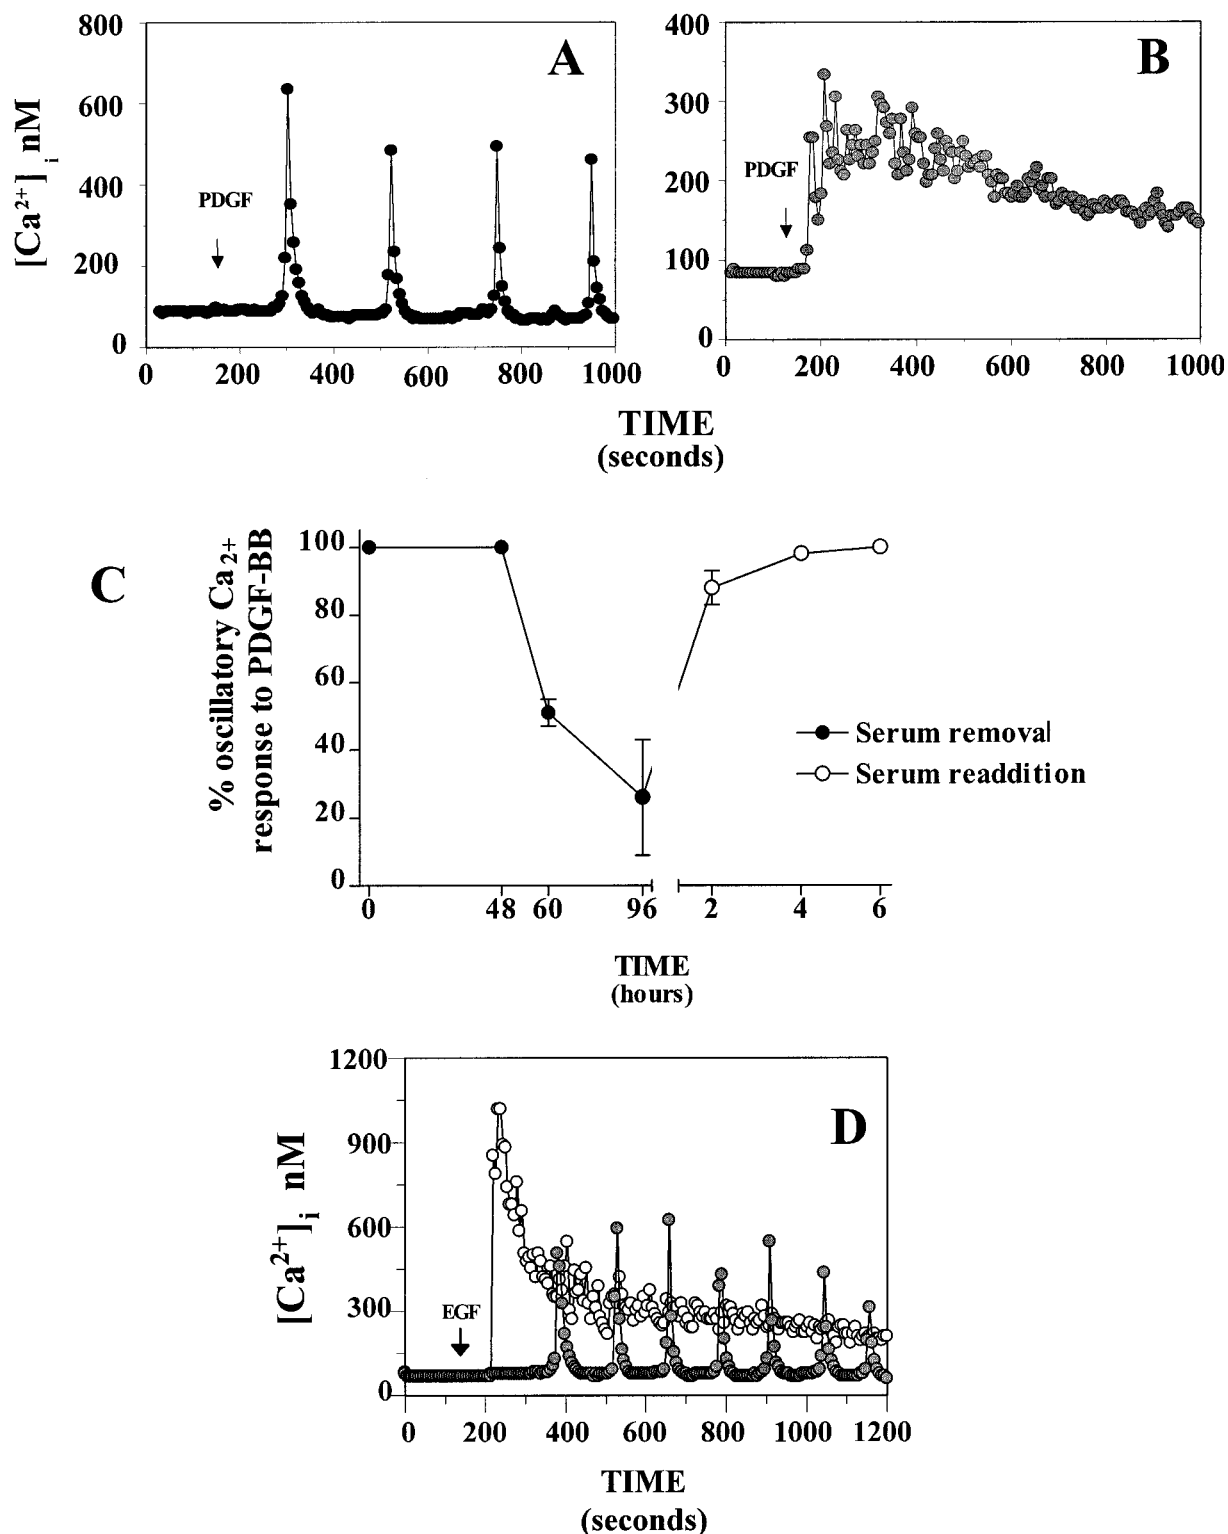 A
[Ca2+]i nM
800
600
400
200
0
PDGF
0 200 400 600 800 1000
B
400
300
200
100
0
PDGF
0 200 400 600 800 1000
TIME
(seconds)
C
% oscillatory Ca2+
response to PDGF-BB
100
80
60
40
20
0
0 48 60 96 2 4 6
Serum removal
Serum readdition
TIME
(hours)
D
[Ca2+]i nM
1200
900
600
300
0
EGF
0 200 400 600 800 1000 1200
TIME
(seconds)